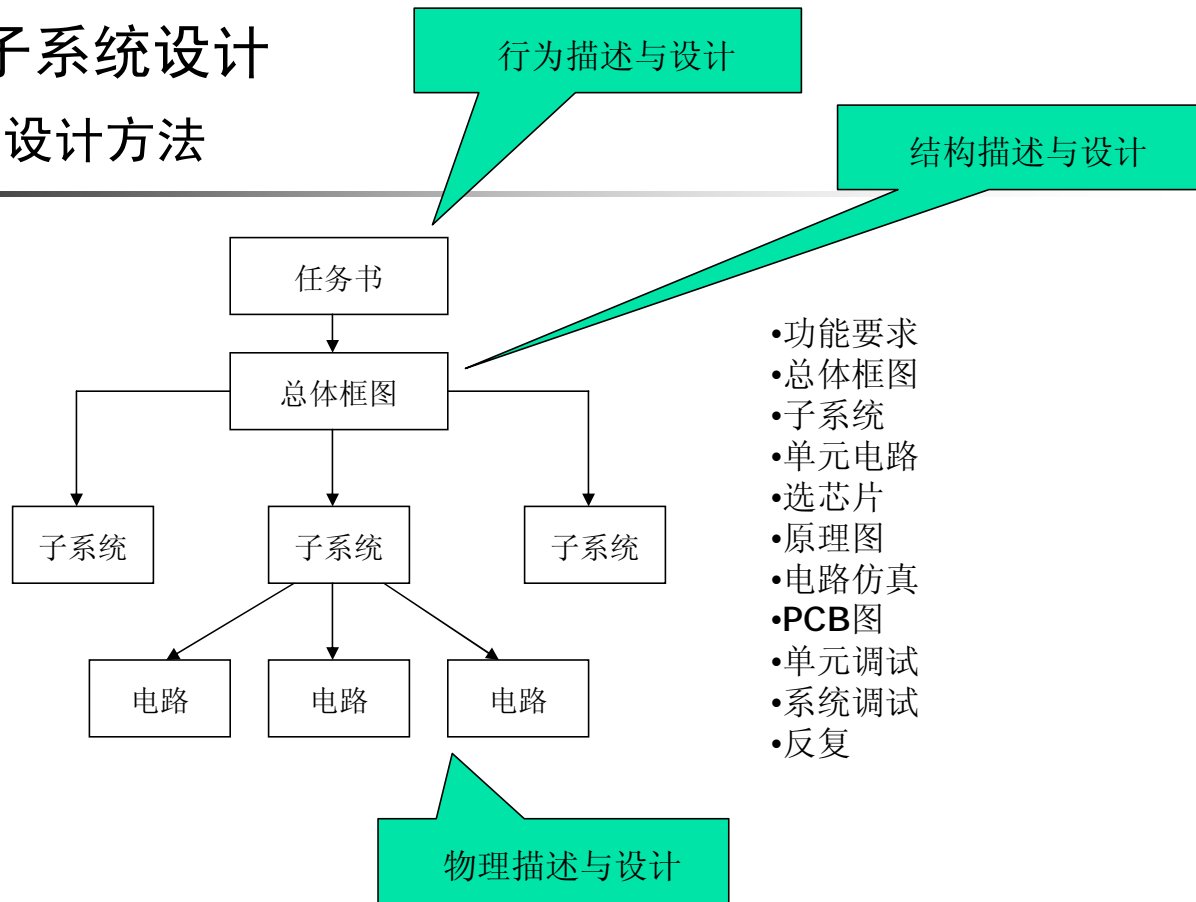 子系统设计
设计方法
行为描述与设计
结构描述与设计
任务书
总体框图
子系统
子系统
子系统
电路
电路
电路
物理描述与设计
•功能要求
•总体框图
•子系统
•单元电路
•选芯片
•原理图
•电路仿真
•PCB图
•单元调试
•系统调试
•反复